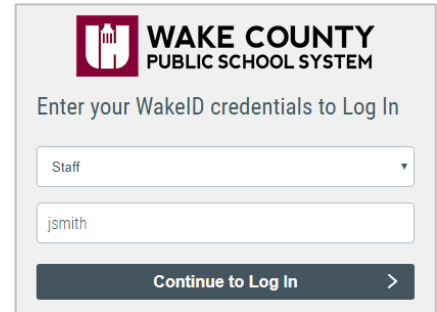 WAKE COUNTY
PUBLIC SCHOOL SYSTEM
Enter your WakeID credentials to Log In
Staff
jsmith
Continue to Log In